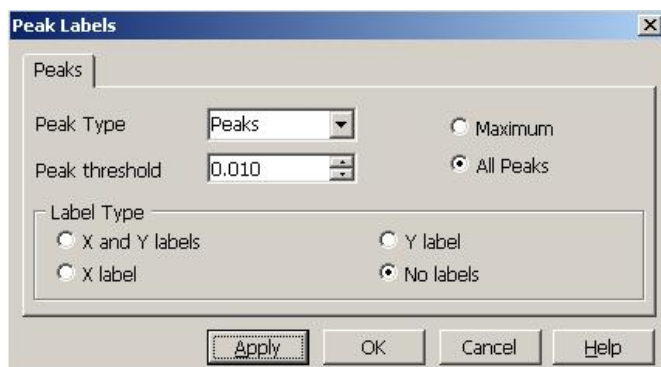 Peak Labels
Peaks
Peak Type Peaks Maximum
Peak threshold 0.010 All Peaks
Label Type
X and Y labels Y label
X label No labels
Apply OK Cancel Help